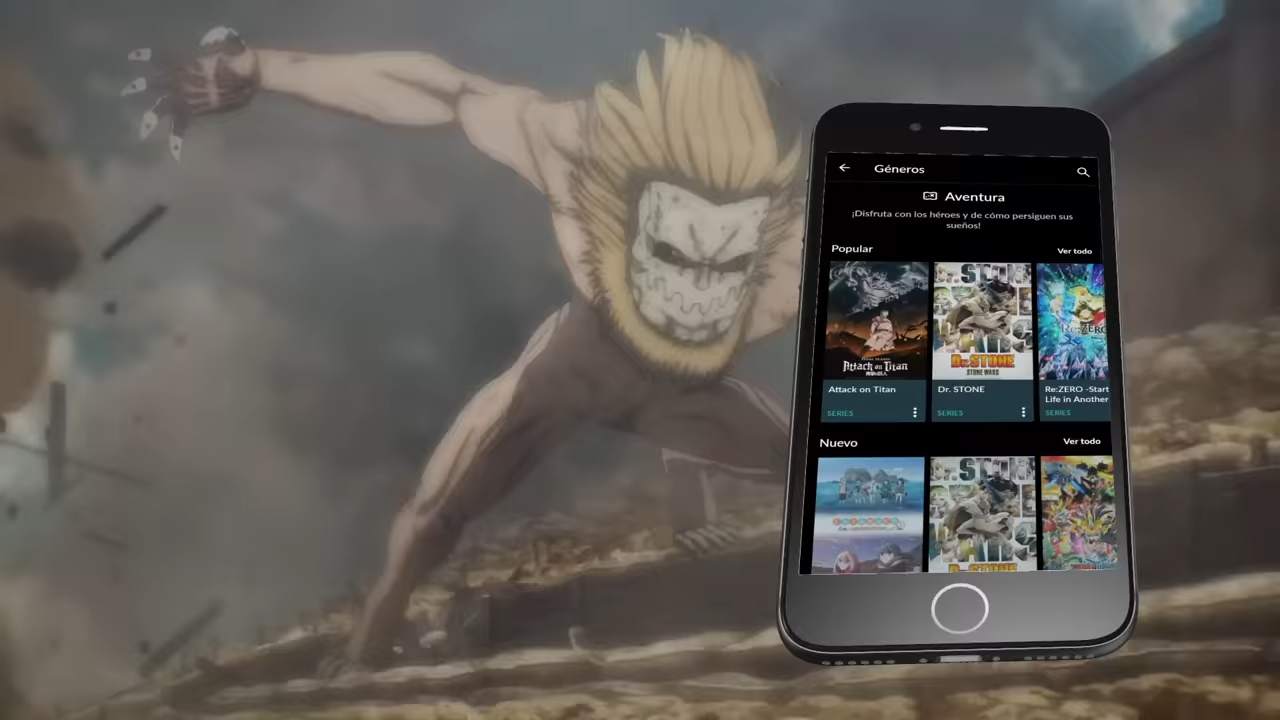 Géneros
Aventura
¡Disfruta con los héroes y de cómo persiguen sus
sueños!
Popular
Ver todo
Attack on Titan
Dr. STONE
STONE WARS
Re:ZERO
Attack on Titan
Dr. STONE
Re:ZERO -Start
Life in Another
SERIES
SERIES
SERIES
Nuevo
Ver todo